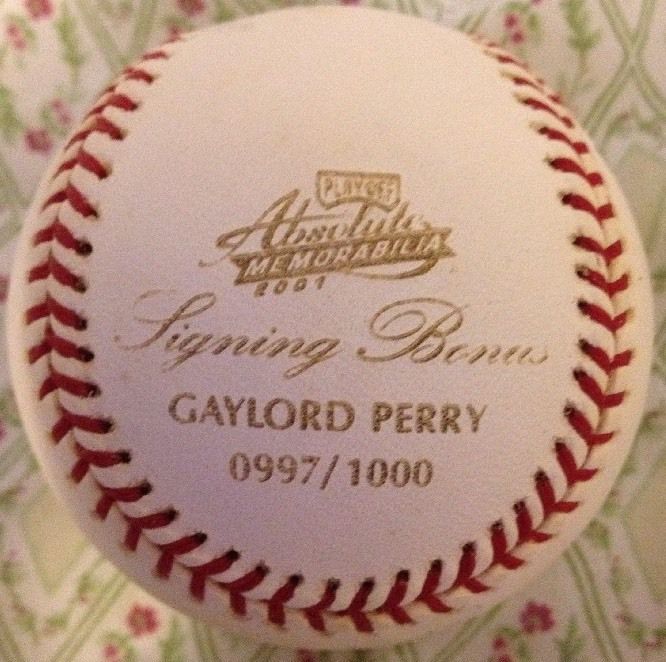 PLAYOFF
Absolute
MEMORABILIA
2001
Signing Bonus
GAYLORD PERRY
0997/1000